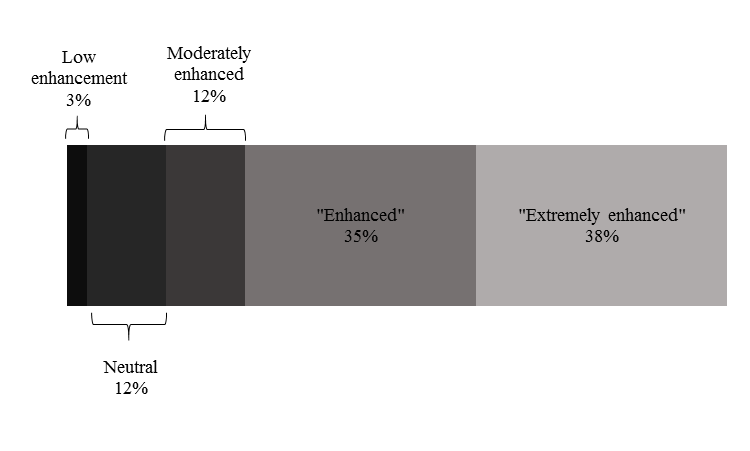 Low
enhancement
3%
Moderately
enhanced
12%
"Enhanced"
35%
"Extremely enhanced"
38%
Neutral
12%